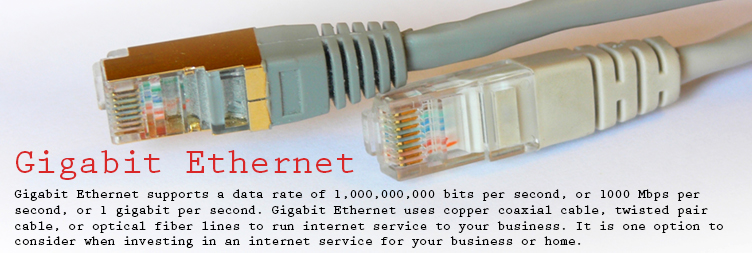 Gigabit Ethernet
Gigabit Ethernet supports a data rate of 1,000,000,000 bits per second, or 1000 Mbps per
second, or 1 gigabit per second. Gigabit Ethernet uses copper coaxial cable, twisted pair
cable, or optical fiber lines to run internet service to your business. It is one option to
consider when investing in an internet service for your business or home.